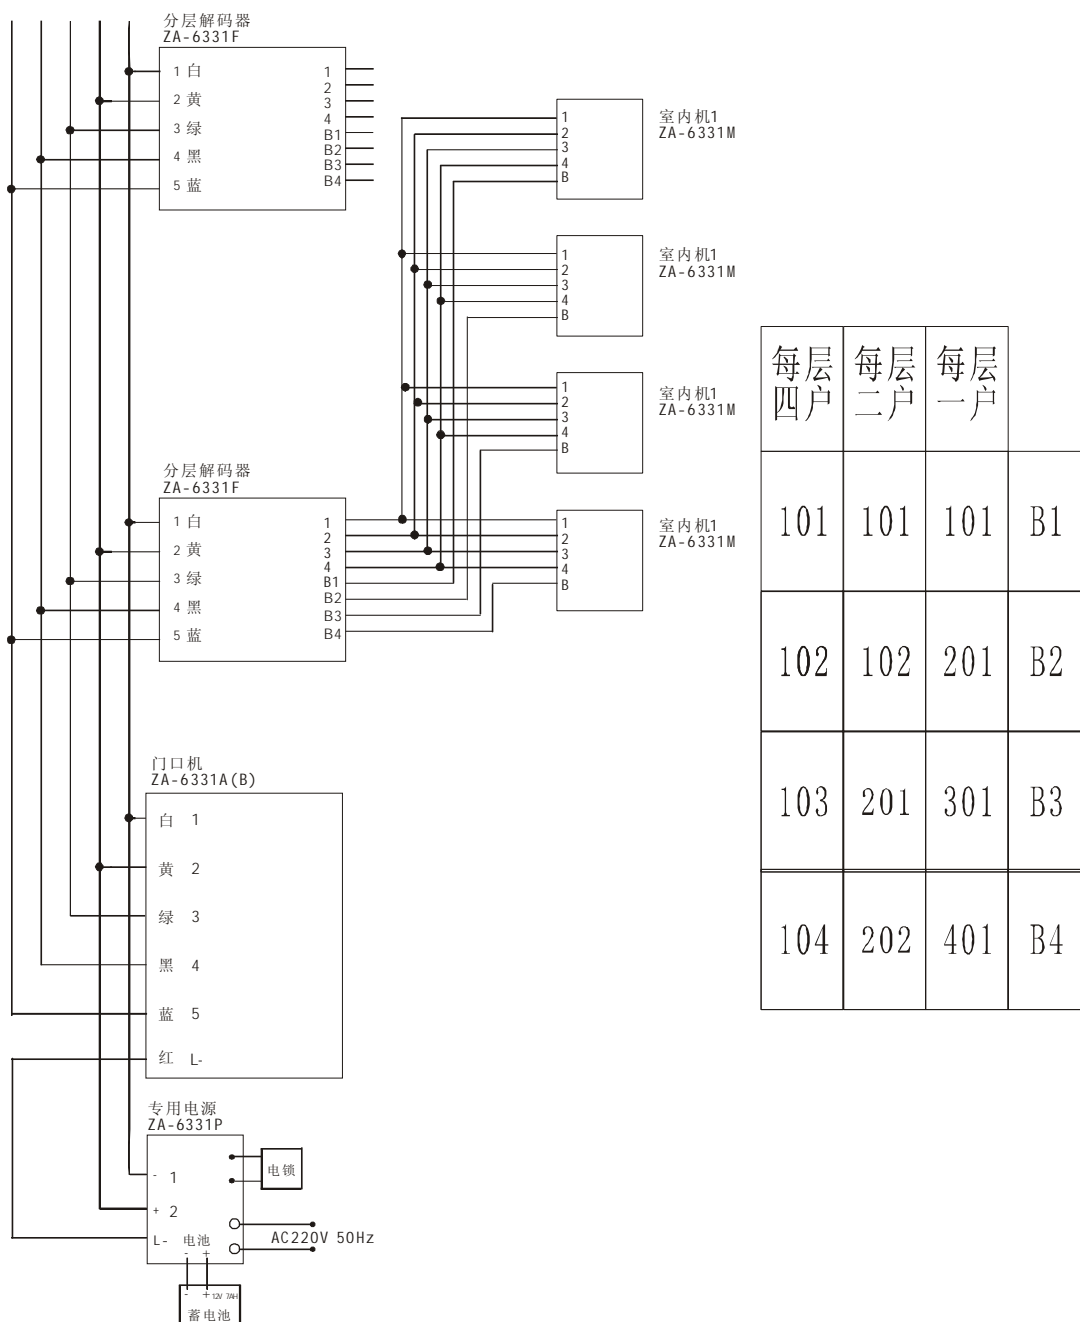 分层解码器
ZA-6331F
1 白
2 黄
3 绿
4 黑
5 蓝
1
2
3
4
B1
B2
B3
B4
1
2
3
4
B
室内机1
ZA-6331M
1
2
3
4
B
室内机1
ZA-6331M
1
2
3
4
B
室内机1
ZA-6331M
1
2
3
4
B
室内机1
ZA-6331M
分层解码器
ZA-6331F
1 白
2 黄
3 绿
4 黑
5 蓝
1
2
3
4
B1
B2
B3
B4
门口机
ZA-6331A(B)
白 1
黄 2
绿 3
黑 4
蓝 5
红 L-
专用电源
ZA-6331P
- 1
+ 2
L- 电池
- +
电锁
AC220V 50Hz
- + 12V 7AH
蓄电池
每层四户 每层二户 每层一户
101 101 101 B1
102 102 201 B2
103 201 301 B3
104 202 401 B4